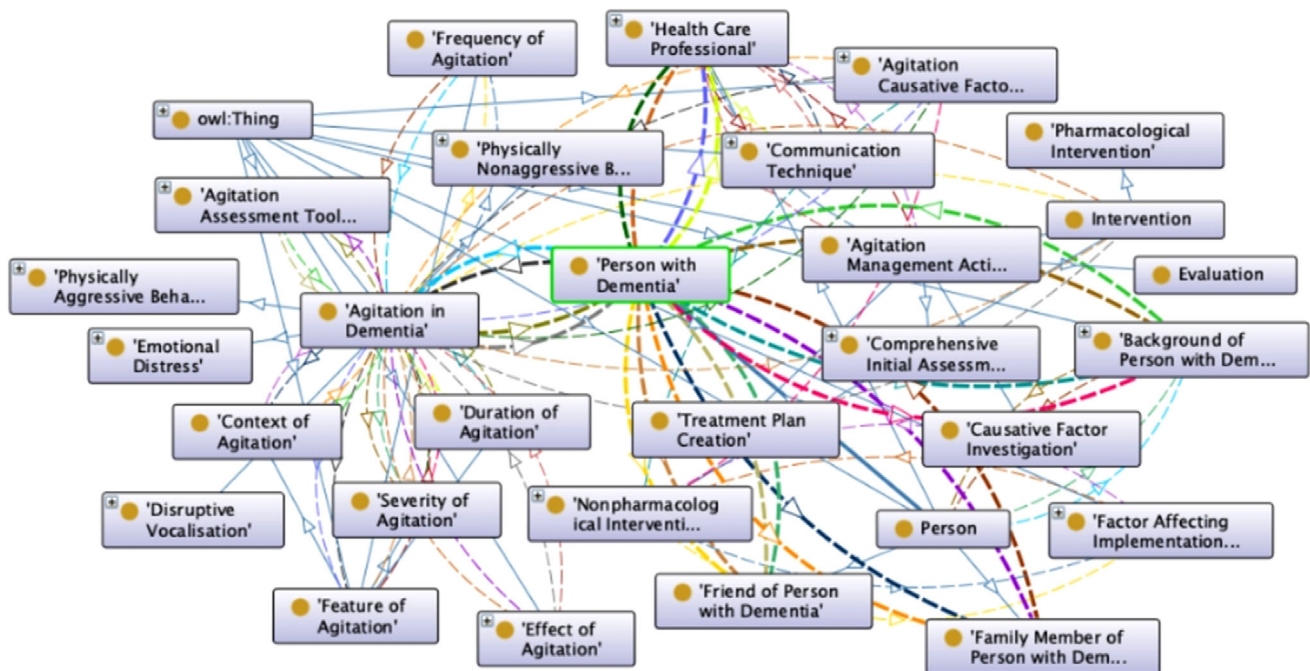 'Frequency of
Agitation'
'Health Care
Professional'
'Agitation
Causative Facto...
owl:Thing
'Physically
Nonaggressive B...
'Communication
Technique'
'Pharmacological
Intervention'
'Agitation
Assessment Tool...
Intervention
'Physically
Aggressive Beha...
'Person with
Dementia'
'Agitation
Management Acti...
Evaluation
'Agitation in
Dementia'
'Emotional
Distress'
'Comprehensive
Initial Assessm...
'Background of
Person with Dem...
'Context of
Agitation'
'Duration of
Agitation'
'Treatment Plan
Creation'
'Causative Factor
Investigation'
'Disruptive
Vocalisation'
'Severity of
Agitation'
'Nonpharmacolog
ical Interventi...
Person
'Factor Affecting
Implementation...
'Feature of
Agitation'
'Effect of
Agitation'
'Friend of Person
with Dementia'
'Family Member of
Person with Dem...